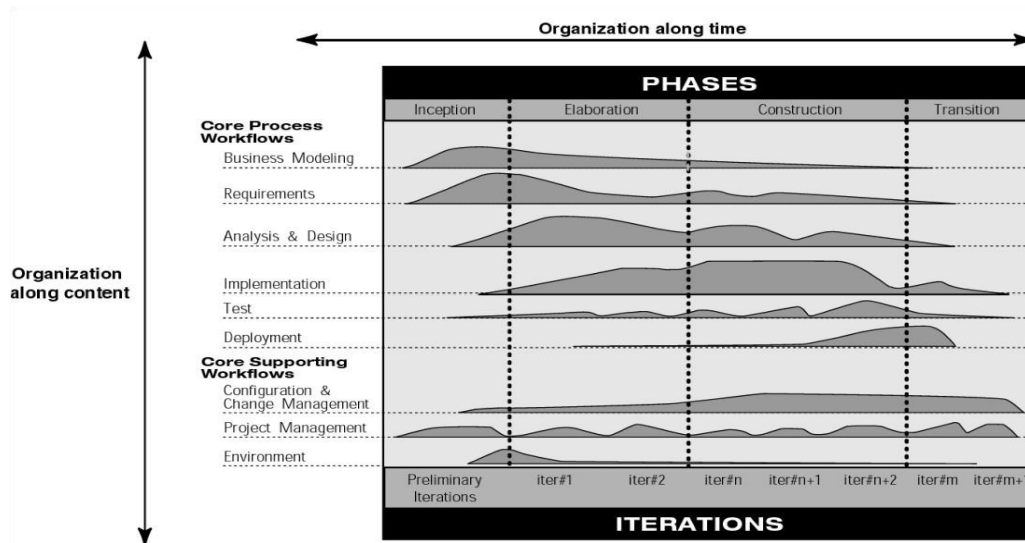 Organization along time
PHASES
Inception Elaboration Construction Transition
Core Process
Workflows
Business Modeling
Requirements
Analysis & Design
Organization
along content
Implementation
Test
Deployment
Core Supporting
Workflows
Configuration &
Change Management
Project Management
Environment
Preliminary
Iterations
iter#1 iter#2 iter#n iter#n+1 iter#n+2 iter#m iter#m+1
ITERATIONS